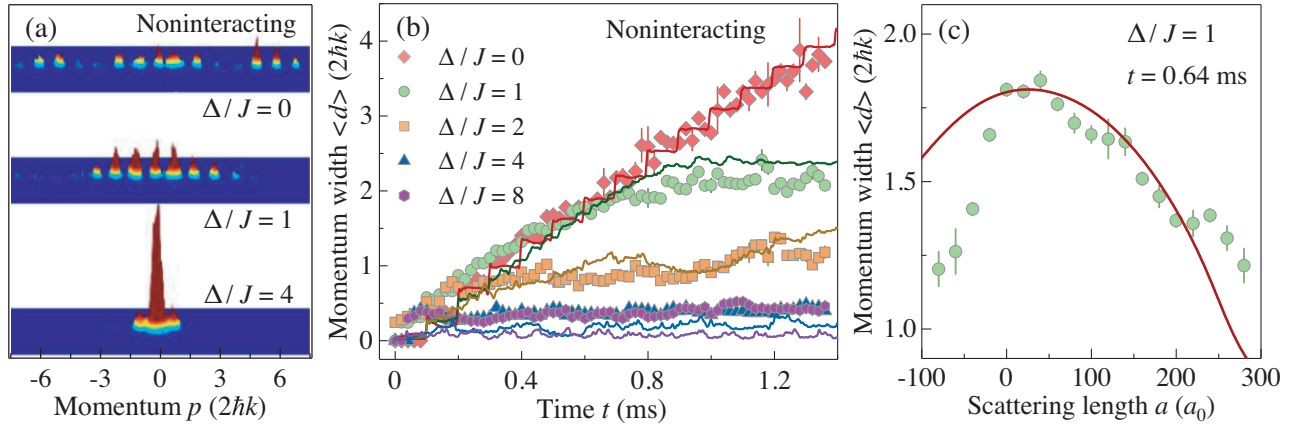 (a) Noninteracting
Δ / J = 0
Δ / J = 1
Δ / J = 4
-6 -3 0 3 6
Momentum p (2ħk)
(b) Noninteracting
Δ / J = 0
Δ / J = 1
Δ / J = 2
Δ / J = 4
Δ / J = 8
4
3
2
1
0
Momentum width <d> (2ħk)
0 0.4 0.8 1.2
Time t (ms)
(c) Δ / J = 1
t = 0.64 ms
2.0
1.5
1.0
Momentum width <d> (2ħk)
-100 0 100 200 300
Scattering length a (a₀)